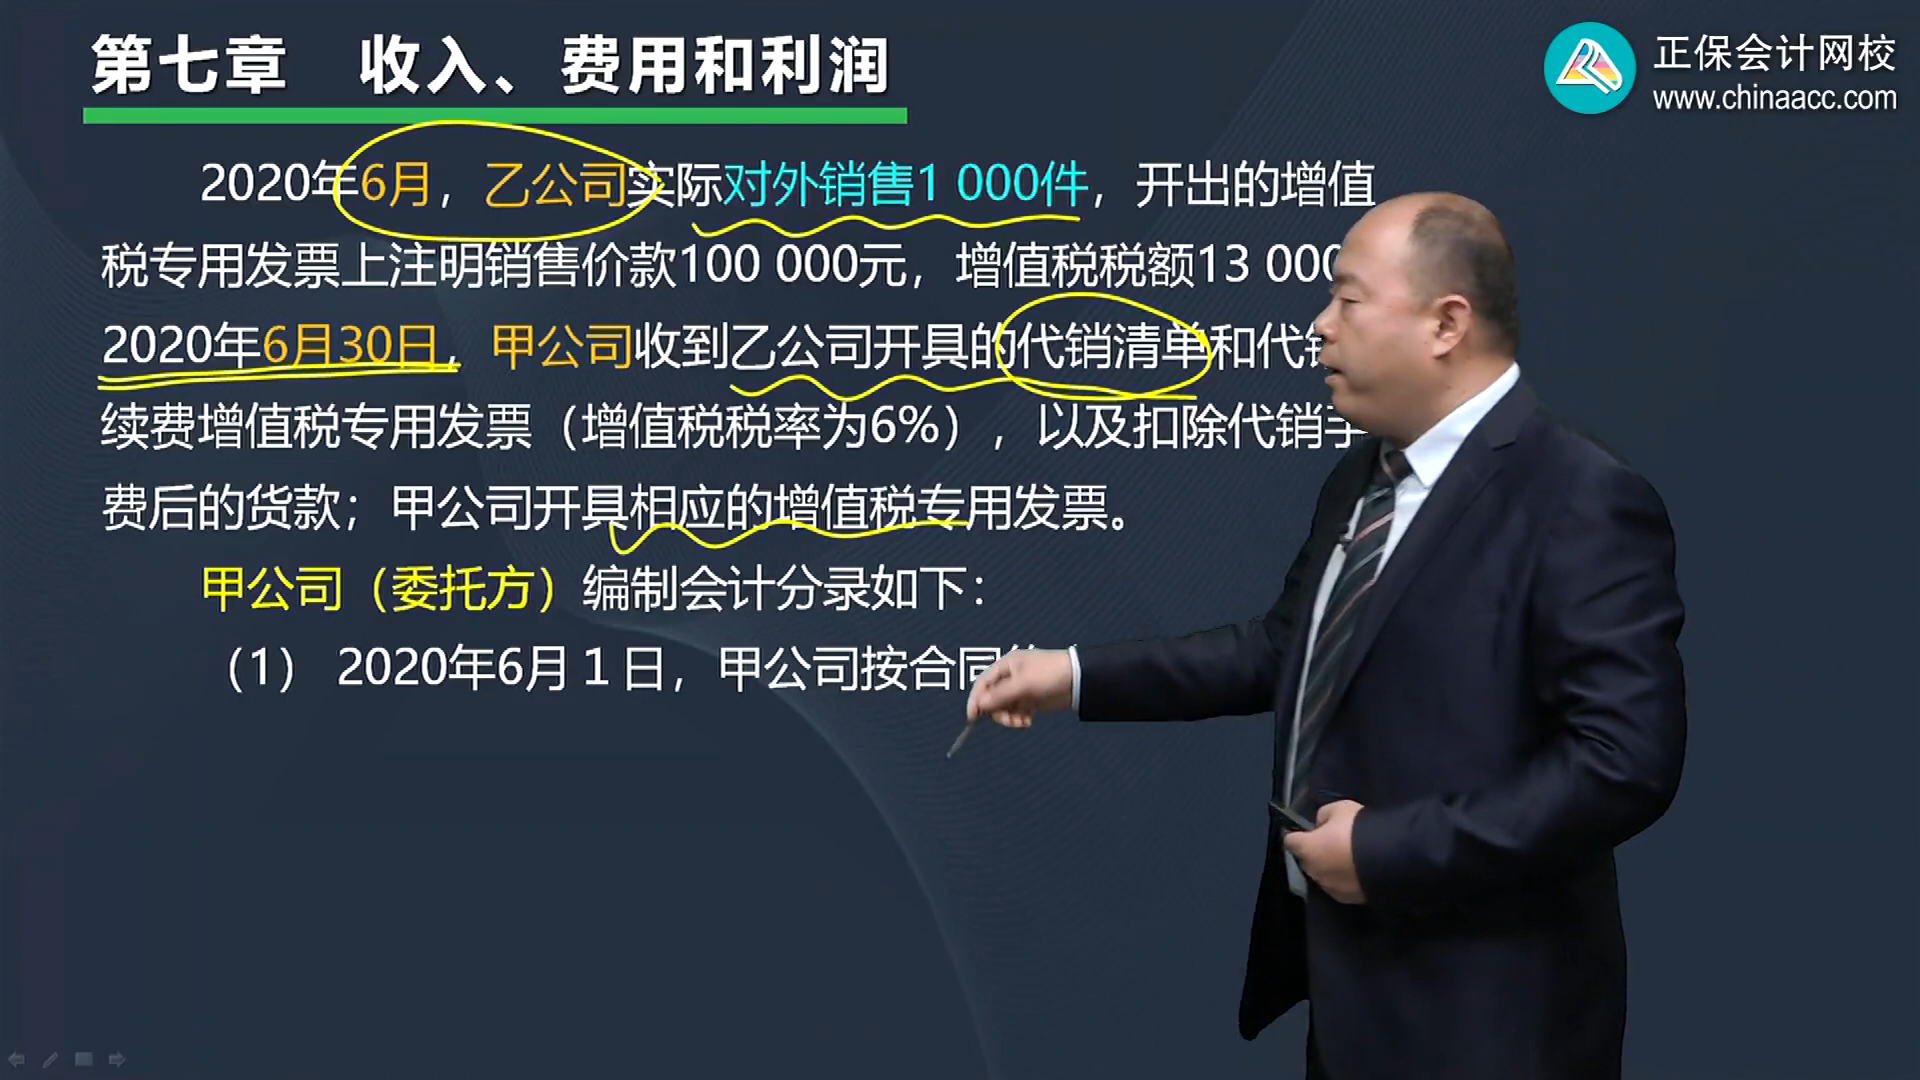 第七章 收入、费用和利润
正保会计网校
www.chinaacc.com
2020年6月，乙公司实际对外销售1 000件，开出的增值
税专用发票上注明销售价款100 000元，增值税税额13 000
2020年6月30日，甲公司收到乙公司开具的代销清单和代销
续费增值税专用发票（增值税税率为6%），以及扣除代销手
费后的货款；甲公司开具相应的增值税专用发票。
甲公司（委托方）编制会计分录如下：
（1） 2020年6月１日，甲公司按合同